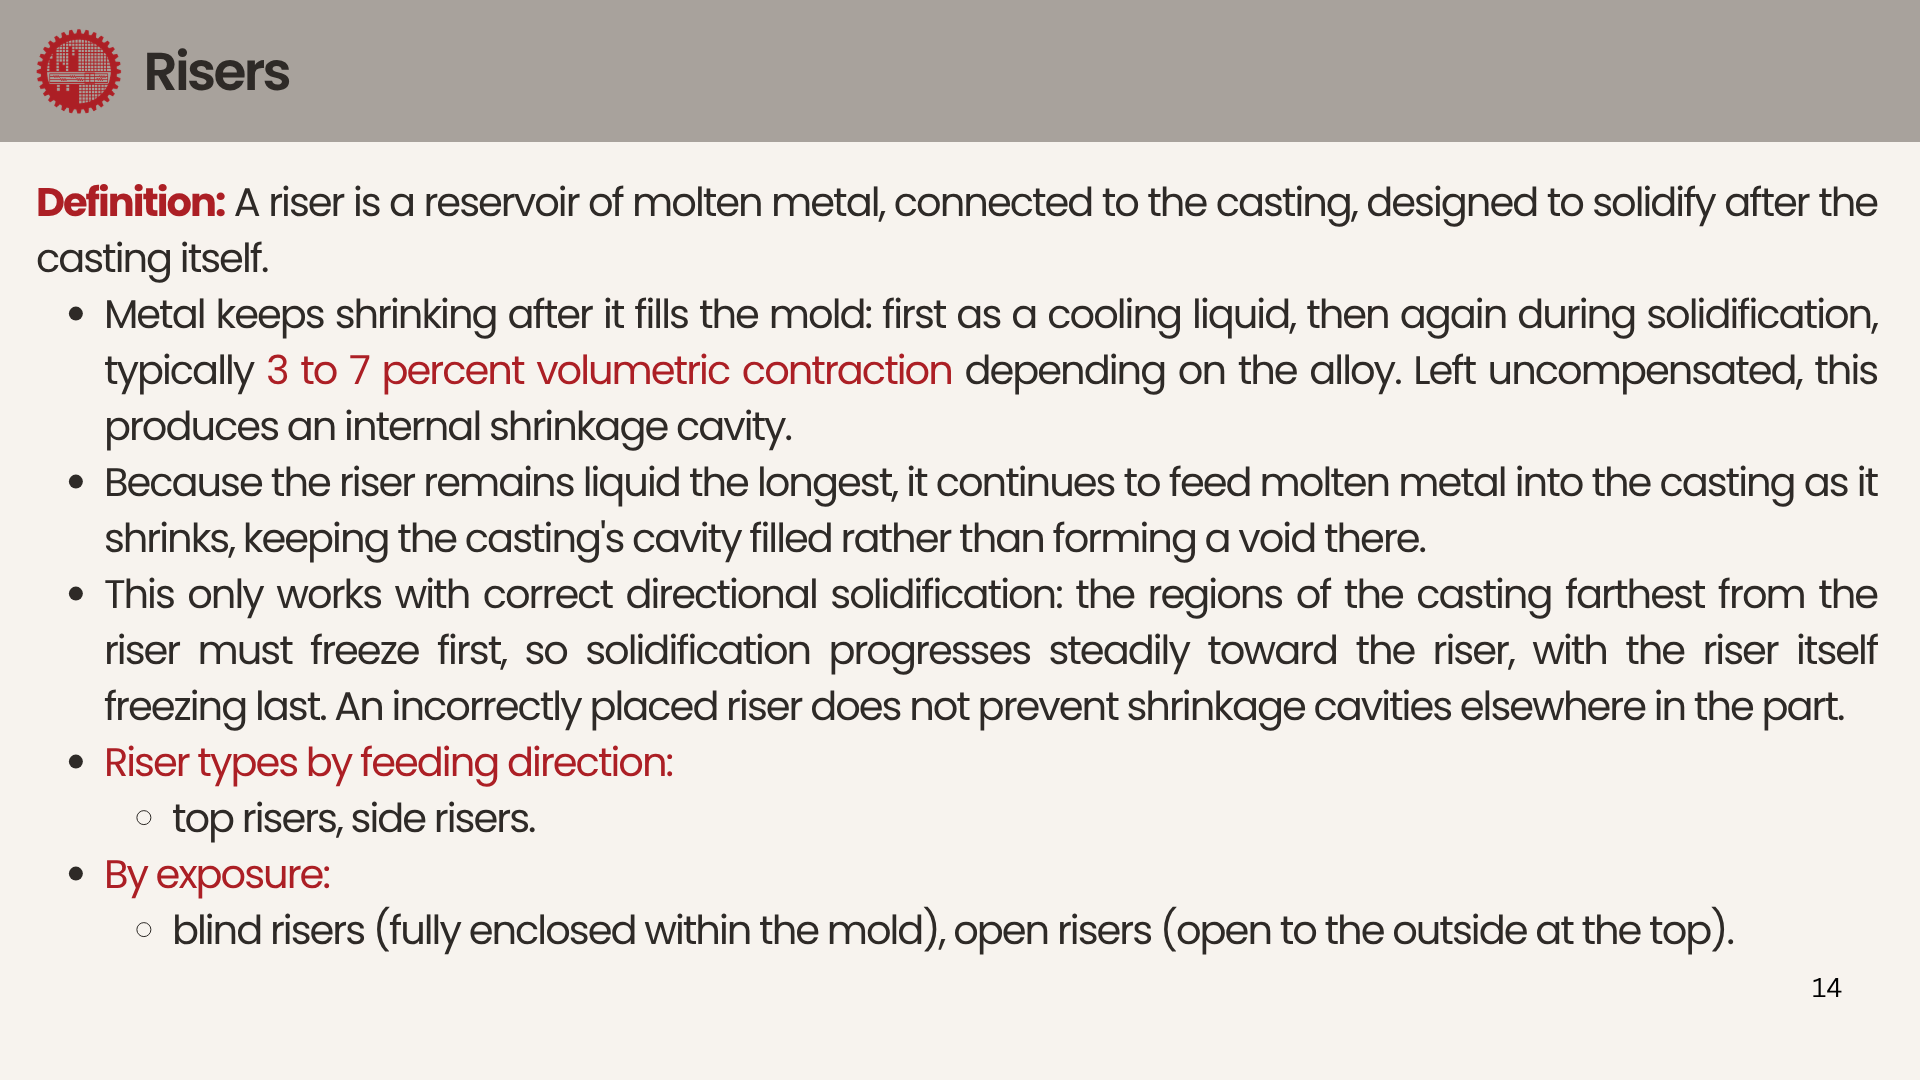 Risers
Definition: A riser is a reservoir of molten metal, connected to the casting, designed to solidify after the
casting itself.
• Metal keeps shrinking after it fills the mold: first as a cooling liquid, then again during solidification,
typically 3 to 7 percent volumetric contraction depending on the alloy. Left uncompensated, this
produces an internal shrinkage cavity.
• Because the riser remains liquid the longest, it continues to feed molten metal into the casting as it
shrinks, keeping the casting's cavity filled rather than forming a void there.
• This only works with correct directional solidification: the regions of the casting farthest from the
riser must freeze first, so solidification progresses steadily toward the riser, with the riser itself
freezing last. An incorrectly placed riser does not prevent shrinkage cavities elsewhere in the part.
• Riser types by feeding direction:
○ top risers, side risers.
• By exposure:
○ blind risers (fully enclosed within the mold), open risers (open to the outside at the top).
14